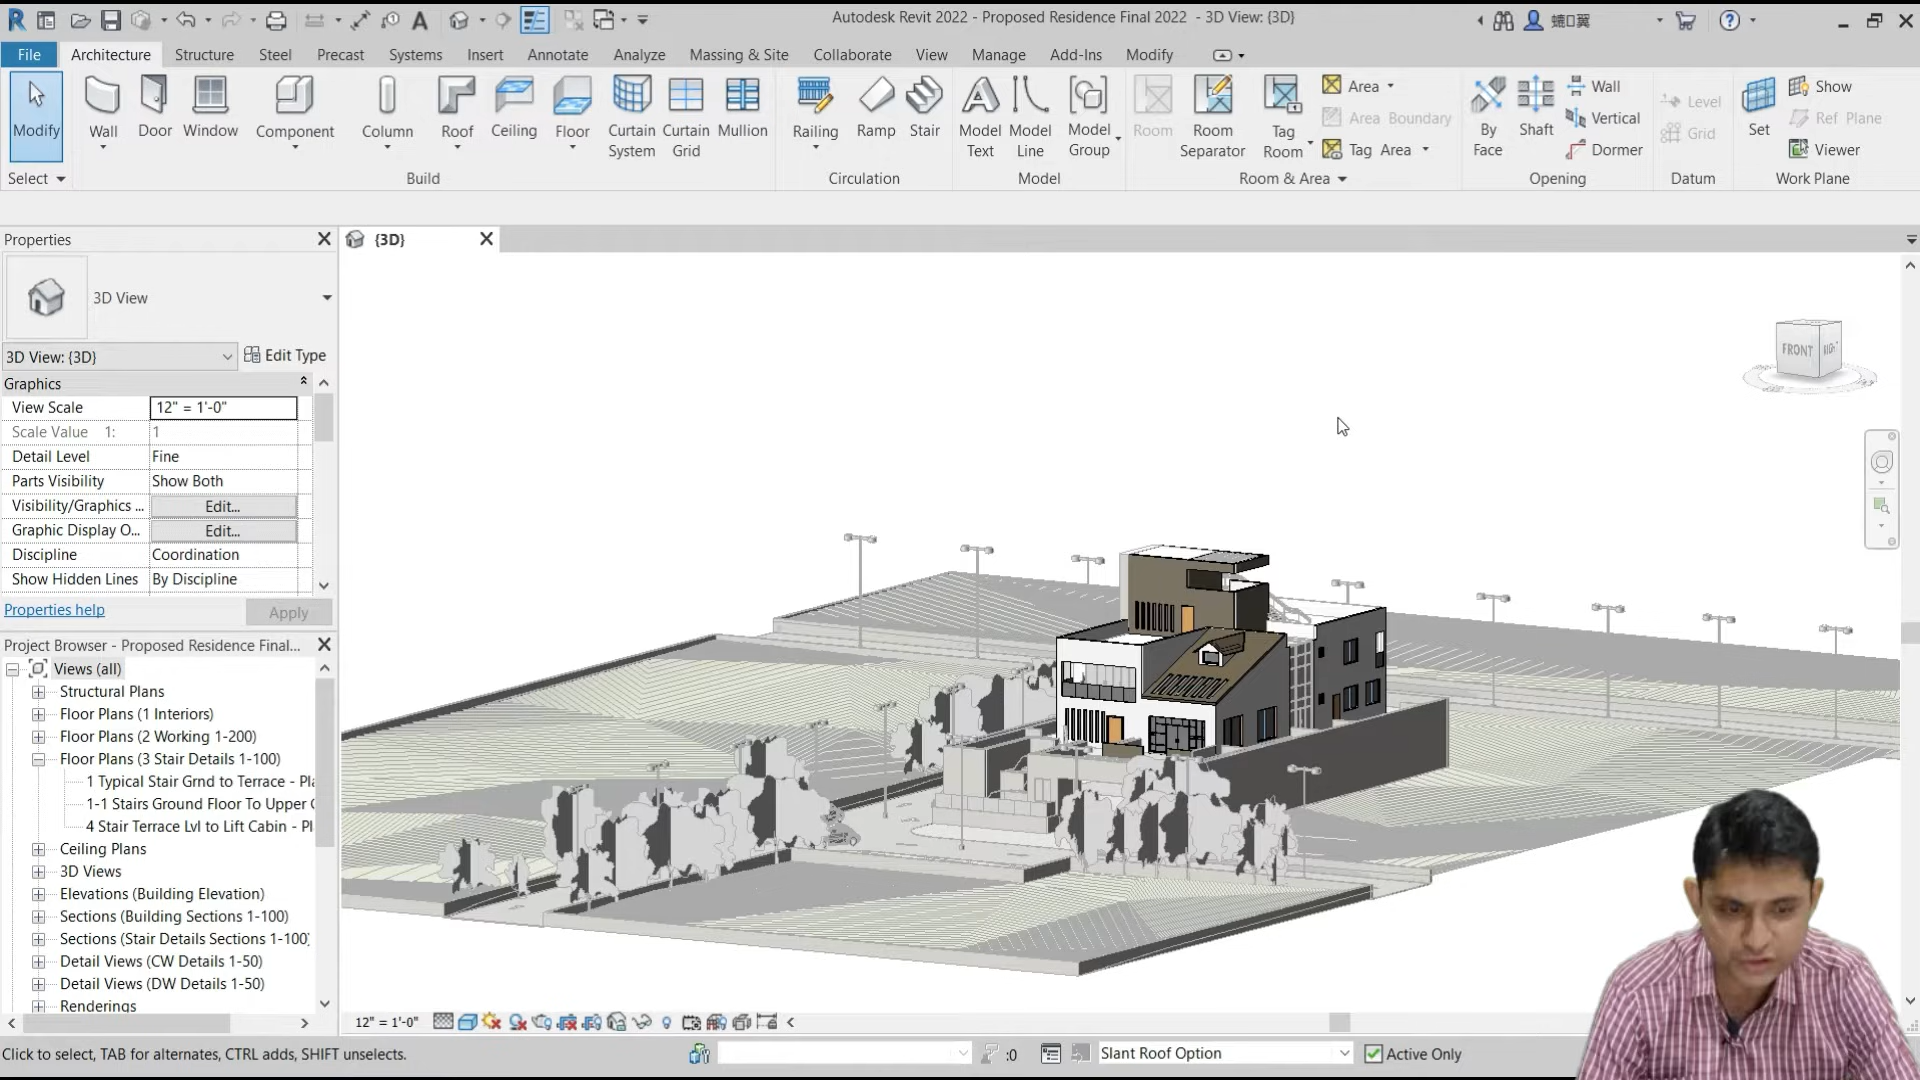 Autodesk Revit 2022 - Proposed Residence Final 2022 - 3D View: {3D}
File Architecture Structure Steel Precast Systems Insert Annotate Analyze Massing & Site Collaborate View Manage Add-Ins Modify
Modify Wall Door Window Component Column Roof Ceiling Floor Curtain System Curtain Grid Mullion Railing Ramp Stair Model Text Model Line Model Group Room Room Separator Tag Room Area Area Boundary Tag Area By Face Shaft Wall Vertical Dormer Level Grid Set Show Ref Plane Viewer
Select Build Circulation Model Room & Area Opening Datum Work Plane
Properties
{3D}
3D View
FRONT RIGHT
3D View: {3D} Edit Type
Graphics
View Scale 12" = 1'-0"
Scale Value 1: 1
Detail Level Fine
Parts Visibility Show Both
Visibility/Graphics ... Edit...
Graphic Display O... Edit...
Discipline Coordination
Show Hidden Lines By Discipline
Properties help Apply
Project Browser - Proposed Residence Final...
Views (all)
Structural Plans
Floor Plans (1 Interiors)
Floor Plans (2 Working 1-200)
Floor Plans (3 Stair Details 1-100)
1 Typical Stair Grnd to Terrace - Pla
1-1 Stairs Ground Floor To Upper
4 Stair Terrace Lvl to Lift Cabin - Pl
Ceiling Plans
3D Views
Elevations (Building Elevation)
Sections (Building Sections 1-100)
Sections (Stair Details Sections 1-100)
Detail Views (CW Details 1-50)
Detail Views (DW Details 1-50)
Renderings
12" = 1'-0"
Click to select, TAB for alternates, CTRL adds, SHIFT unselects.
:0
Slant Roof Option
Active Only